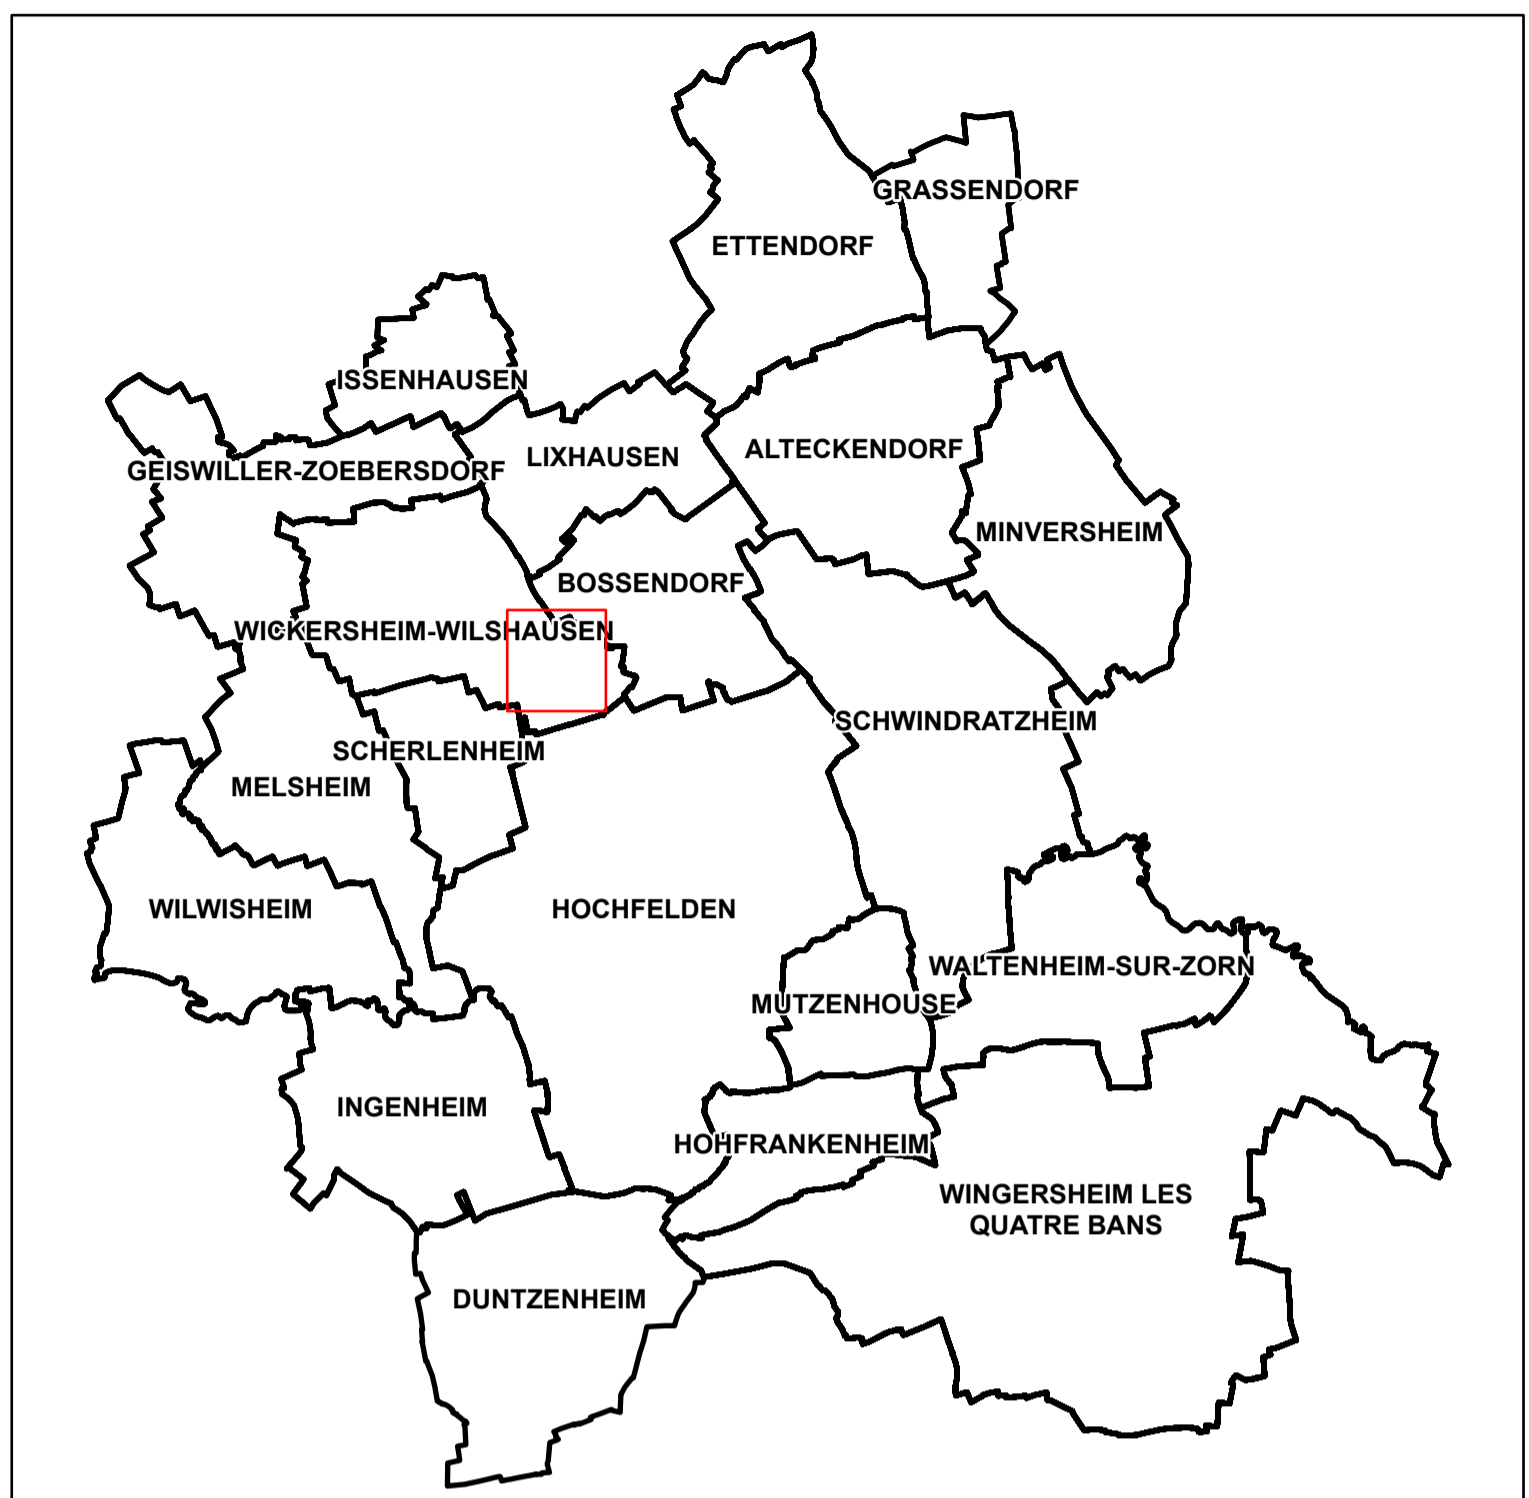 GRASSENDORF
ETTENDORF
ISSENHAUSEN
LIXHAUSEN
ALTECKENDORF
GEISWILLER-ZOEBERSDORF
MINVERSHEIM
BOSSENDORF
WICKERSHEIM-WILSHAUSEN
SCHWINDRATZHEIM
SCHERLENHEIM
MELSHEIM
WILWISHEIM
HOCHFELDEN
WALTENHEIM-SUR-ZORN
MUTZENHOUSE
INGENHEIM
HOHFRANKENHEIM
WINGERSHEIM LES
QUATRE BANS
DUNTZENHEIM